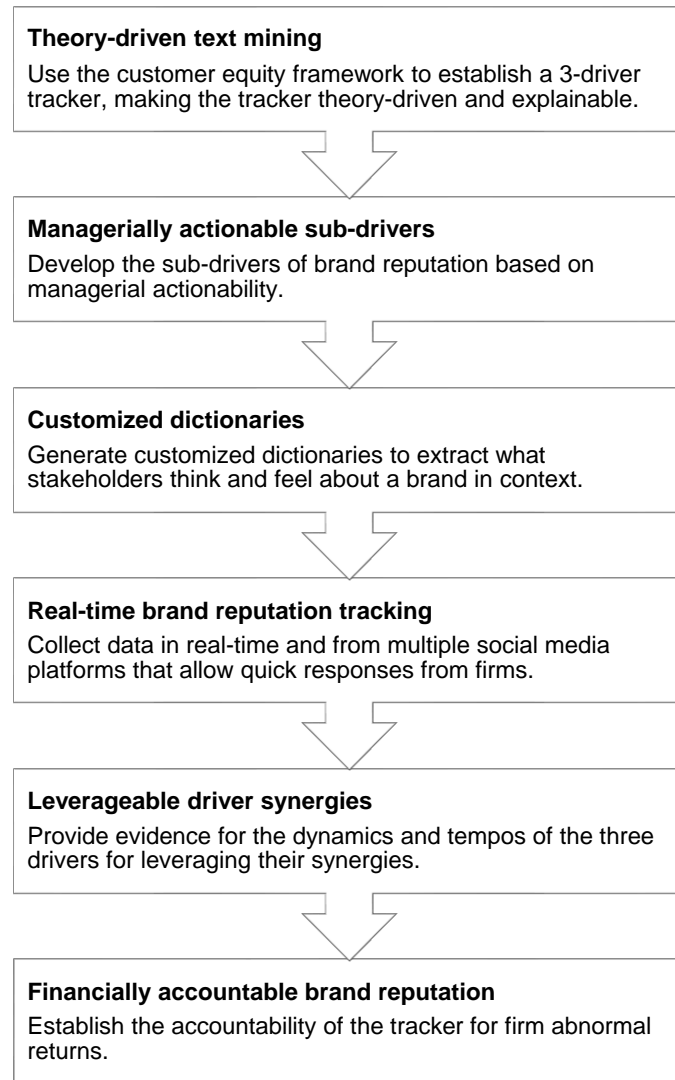 Theory-driven text mining
Use the customer equity framework to establish a 3-driver
tracker, making the tracker theory-driven and explainable.
Managerially actionable sub-drivers
Develop the sub-drivers of brand reputation based on
managerial actionability.
Customized dictionaries
Generate customized dictionaries to extract what
stakeholders think and feel about a brand in context.
Real-time brand reputation tracking
Collect data in real-time and from multiple social media
platforms that allow quick responses from firms.
Leverageable driver synergies
Provide evidence for the dynamics and tempos of the three
drivers for leveraging their synergies.
Financially accountable brand reputation
Establish the accountability of the tracker for firm abnormal
returns.